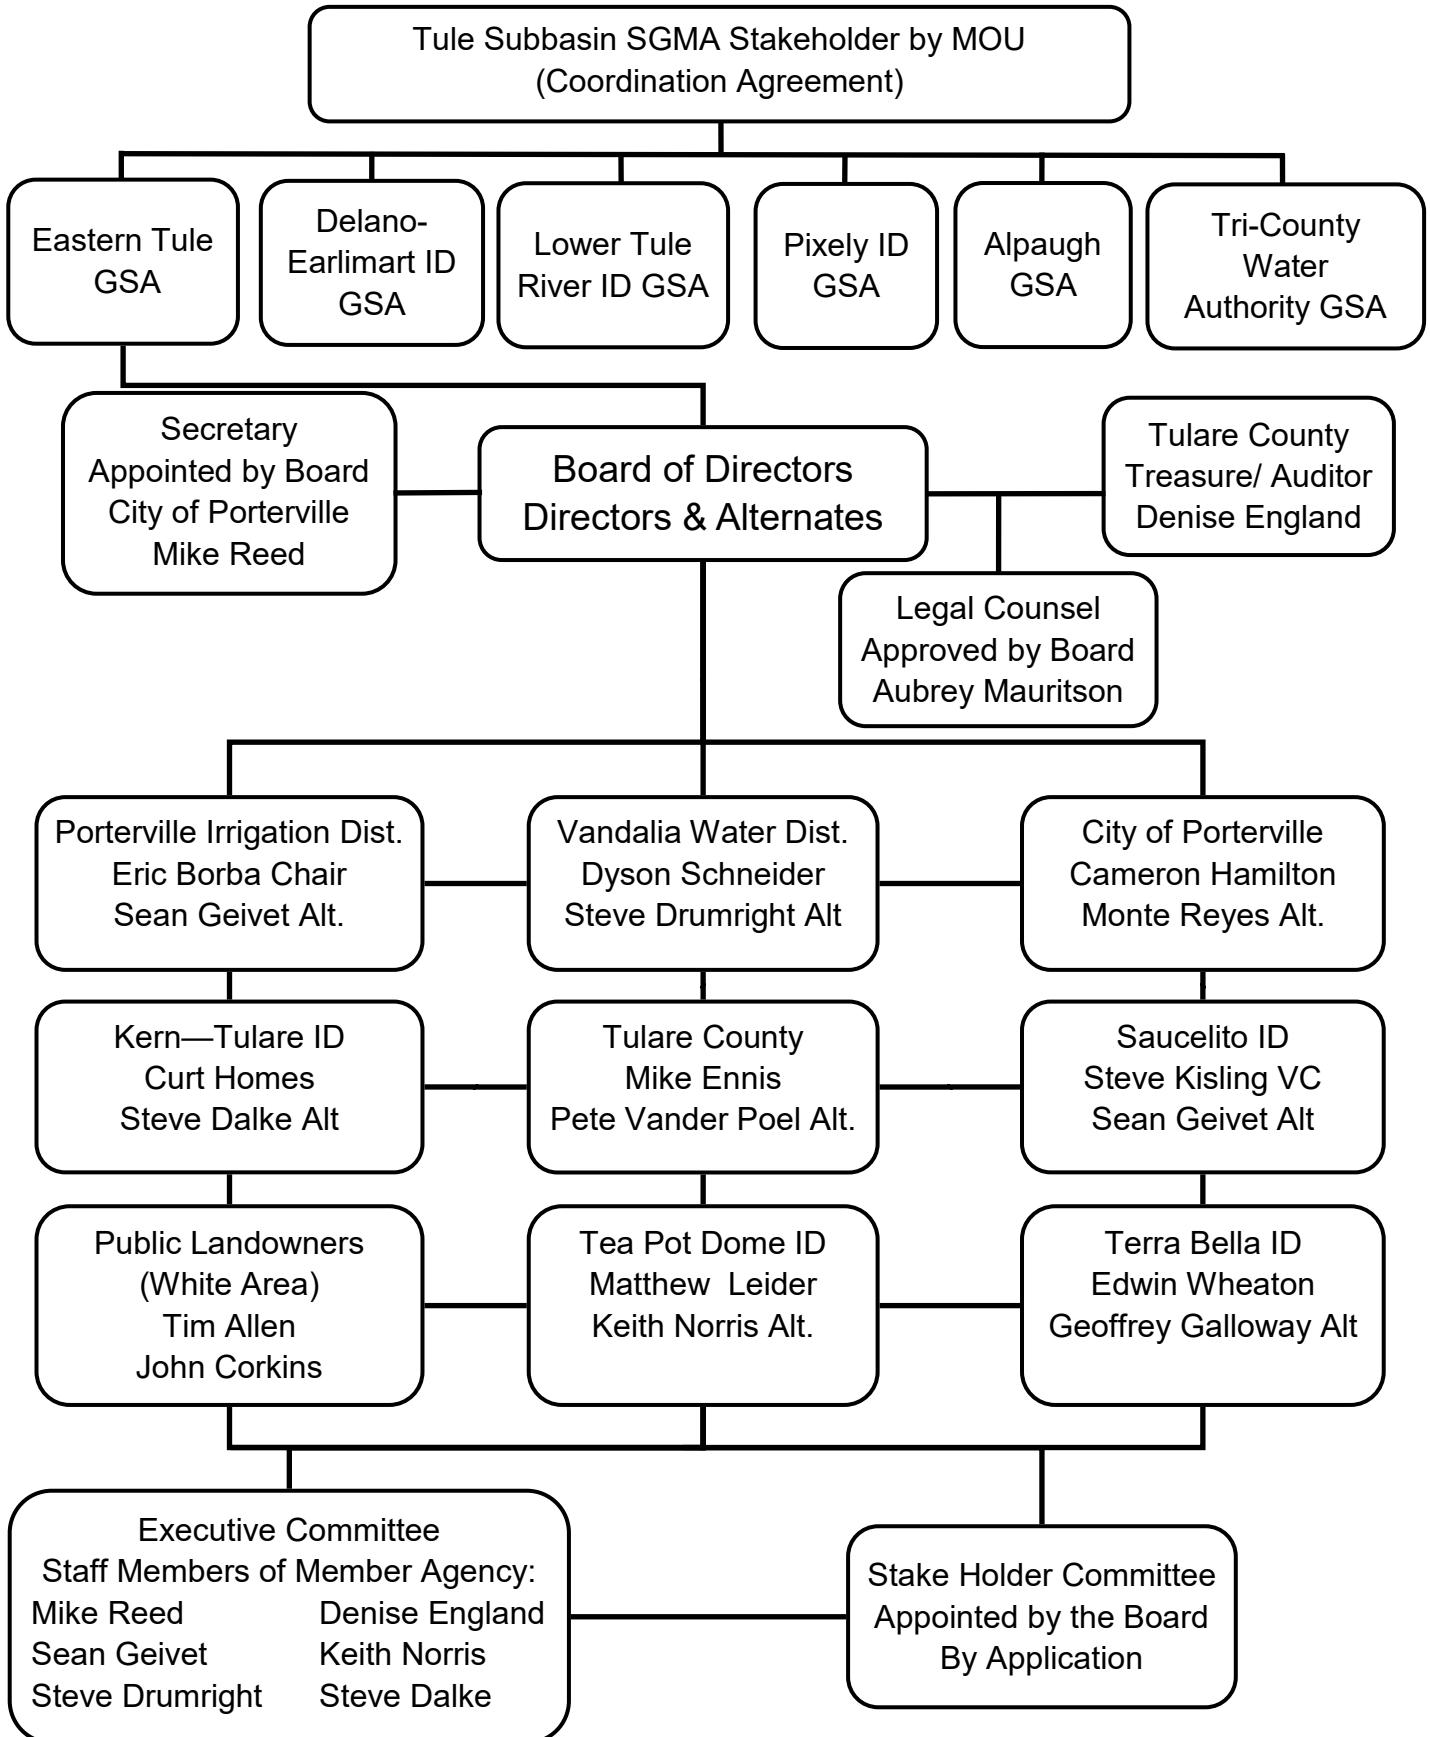 Tule Subbasin SGMA Stakeholder by MOU
(Coordination Agreement)
Eastern Tule
GSA
Delano-
Earlimart ID
GSA
Lower Tule
River ID GSA
Pixely ID
GSA
Alpaugh
GSA
Tri-County
Water
Authority GSA
Secretary
Appointed by Board
City of Porterville
Mike Reed
Board of Directors
Directors & Alternates
Tulare County
Treasure/ Auditor
Denise England
Legal Counsel
Approved by Board
Aubrey Mauritson
Porterville Irrigation Dist.
Eric Borba Chair
Sean Geivet Alt.
Vandalia Water Dist.
Dyson Schneider
Steve Drumright Alt
City of Porterville
Cameron Hamilton
Monte Reyes Alt.
Kern—Tulare ID
Curt Homes
Steve Dalke Alt
Tulare County
Mike Ennis
Pete Vander Poel Alt.
Saucelito ID
Steve Kisling VC
Sean Geivet Alt
Public Landowners
(White Area)
Tim Allen
John Corkins
Tea Pot Dome ID
Matthew  Leider
Keith Norris Alt.
Terra Bella ID
Edwin Wheaton
Geoffrey Galloway Alt
Executive Committee
Staff Members of Member Agency:
Mike Reed Denise England
Sean Geivet Keith Norris
Steve Drumright Steve Dalke
Stake Holder Committee
Appointed by the Board
By Application